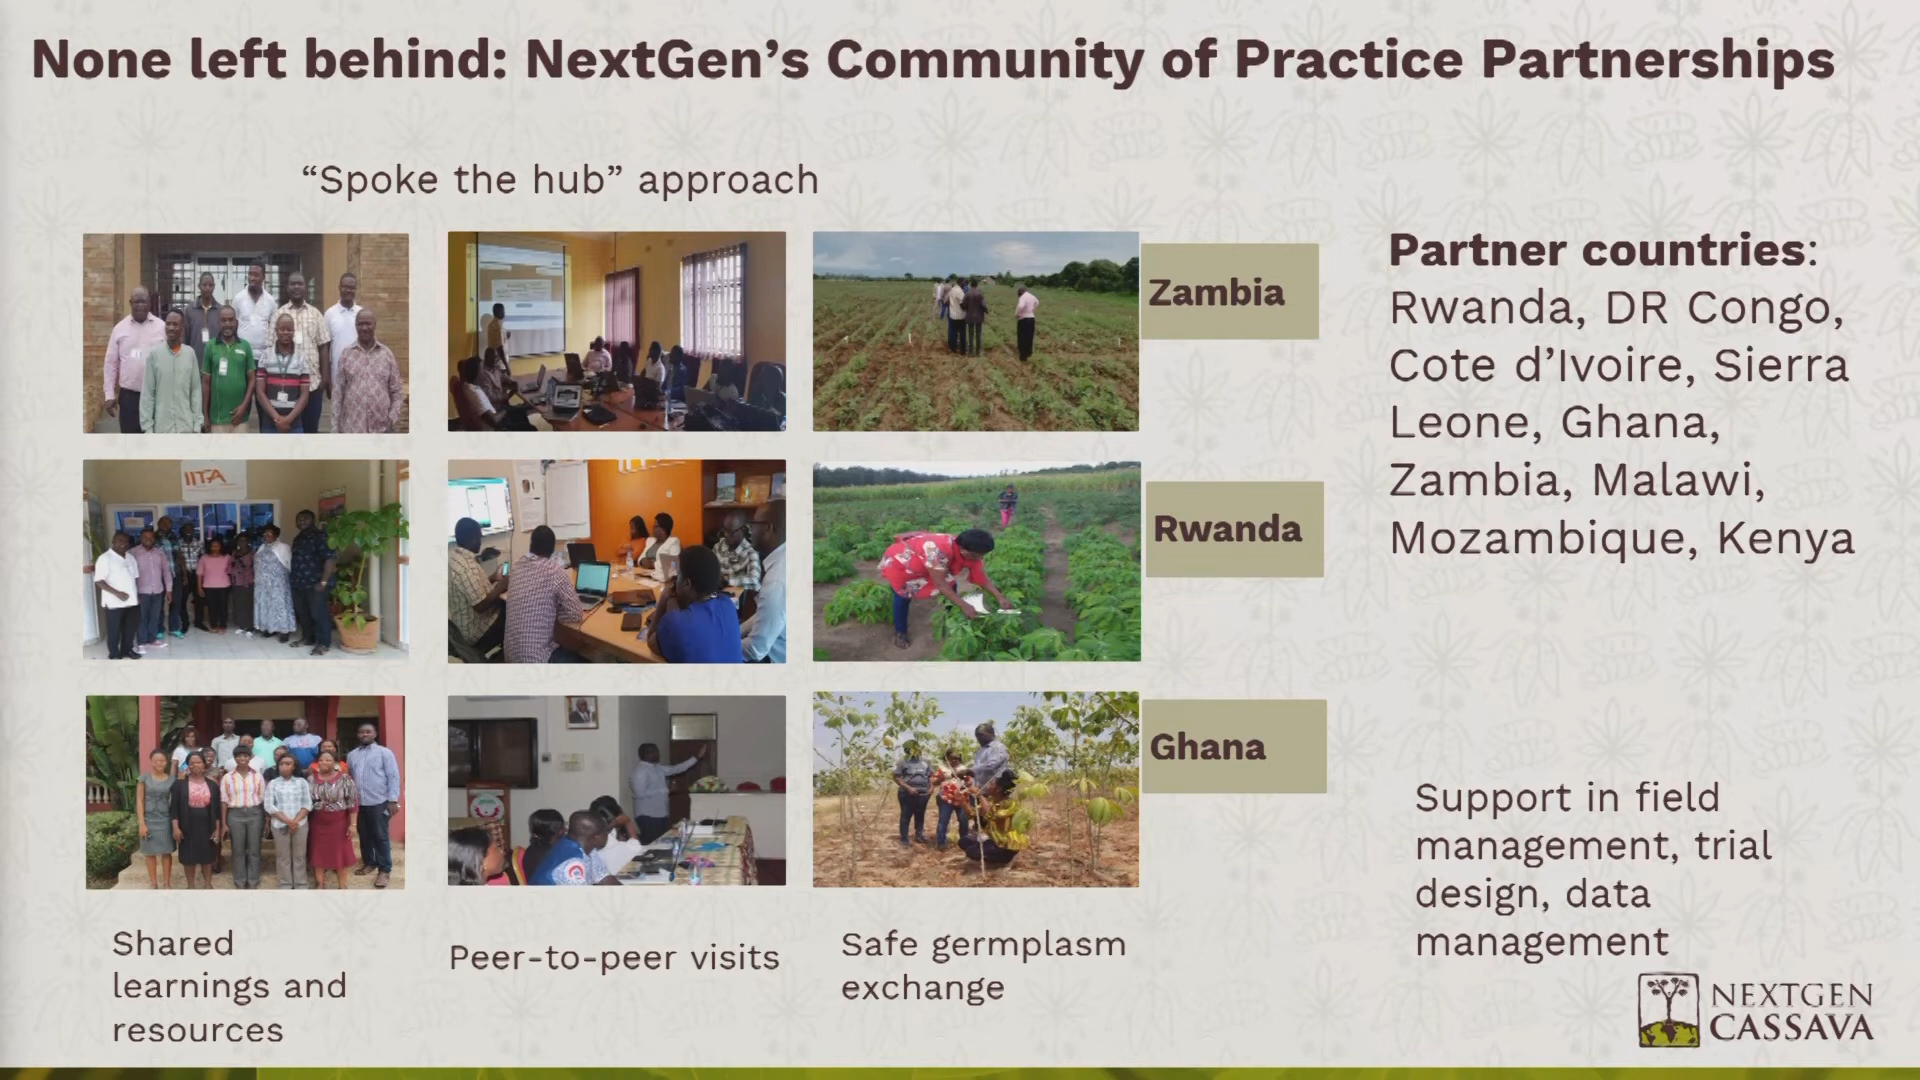 None left behind: NextGen’s Community of Practice Partnerships
“Spoke the hub” approach
Zambia
IITA
Rwanda
Ghana
Shared
learnings and
resources
Peer-to-peer visits
Safe germplasm
exchange
Partner countries:
Rwanda, DR Congo,
Cote d’Ivoire, Sierra
Leone, Ghana,
Zambia, Malawi,
Mozambique, Kenya
Support in field
management, trial
design, data
management
NEXTGEN
CASSAVA